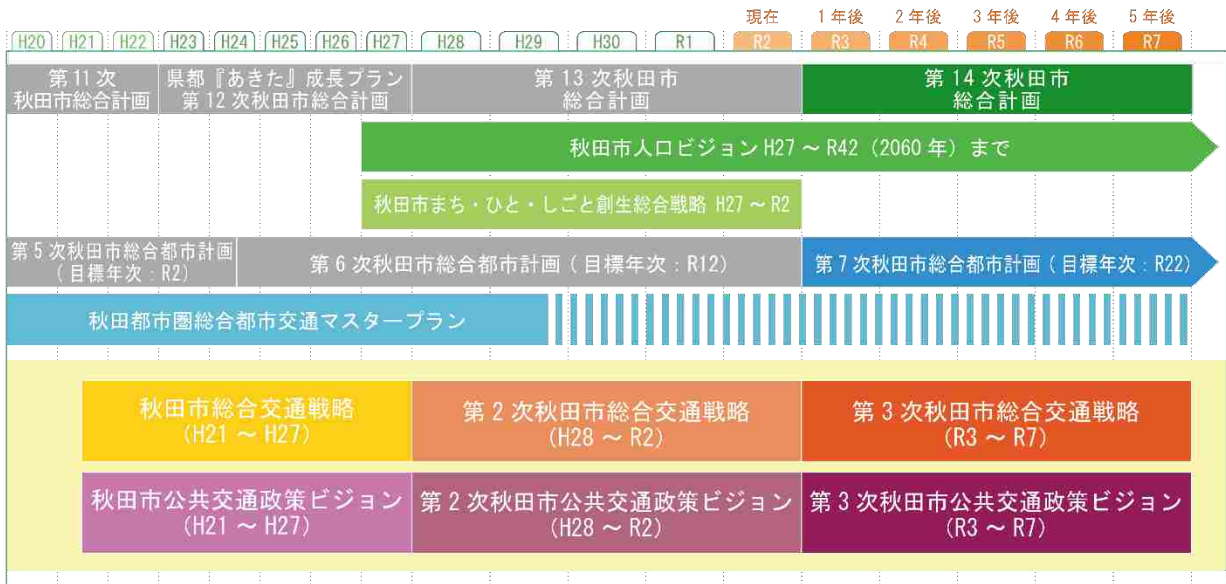 現在 1年後 2年後 3年後 4年後 5年後
H20 H21 H22 H23 H24 H25 H26 H27 H28 H29 H30 R1 R2 R3 R4 R5 R6 R7
第11次
秋田市総合計画
県都『あきた』成長プラン
第12次秋田市総合計画
第13次秋田市
総合計画
第14次秋田市
総合計画
秋田市人口ビジョンH27～R42（2060年）まで
秋田市まち・ひと・しごと創生総合戦略 H27～R2
第5次秋田市総合都市計画
(目標年次：R2)
第6次秋田市総合都市計画(目標年次：R12)
第7次秋田市総合都市計画(目標年次：R22)
秋田都市圏総合都市交通マスタープラン
秋田市総合交通戦略
(H21～H27)
第2次秋田市総合交通戦略
(H28～R2)
第3次秋田市総合交通戦略
(R3～R7)
秋田市公共交通政策ビジョン
(H21～H27)
第2次秋田市公共交通政策ビジョン
(H28～R2)
第3次秋田市公共交通政策ビジョン
(R3～R7)